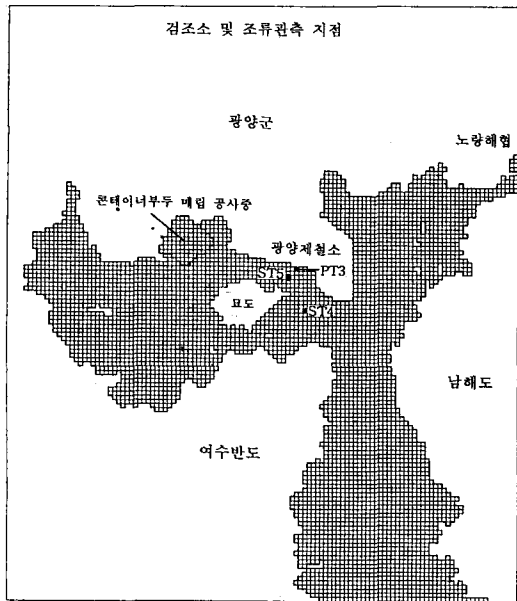 검조소 및 조류관측 지점
광양군
노량해협
콘테이너부두 매립 공사중
광양제철소
ST5
PT3
묘도
ST4
남해도
여수반도